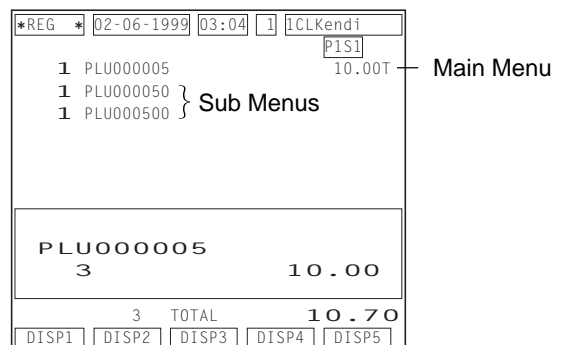 *REG * 02-06-1999 03:04 1 1CLKendi
P1S1
1 PLU000005 10.00T Main Menu
1 PLU000050
Sub Menus
1 PLU000500
PLU000005
3 10.00
3 TOTAL 10.70
DISP1 DISP2 DISP3 DISP4 DISP5